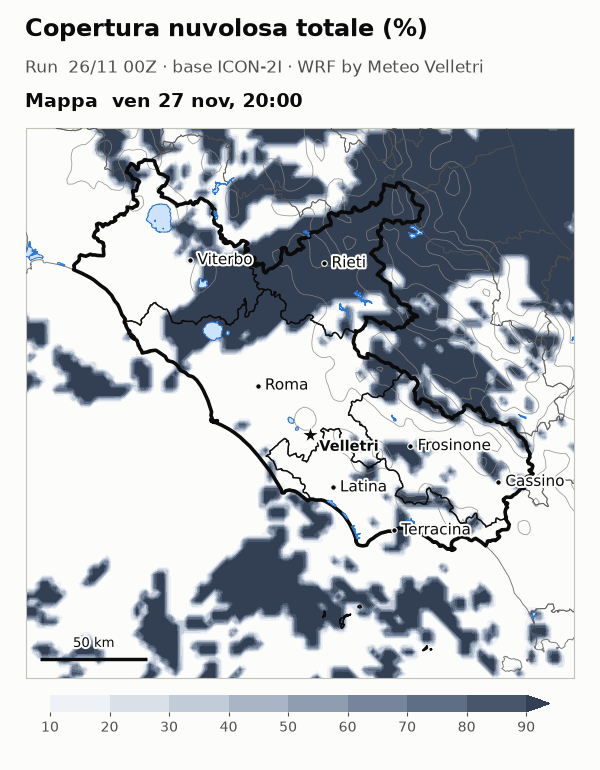 Copertura nuvolosa totale (%)
Run  26/11 00Z · base ICON-2I · WRF by Meteo Velletri
Mappa  ven 27 nov, 20:00
Viterbo
Rieti
Roma
Velletri
Frosinone
Latina
Cassino
Terracina
50 km
10 20 30 40 50 60 70 80 90